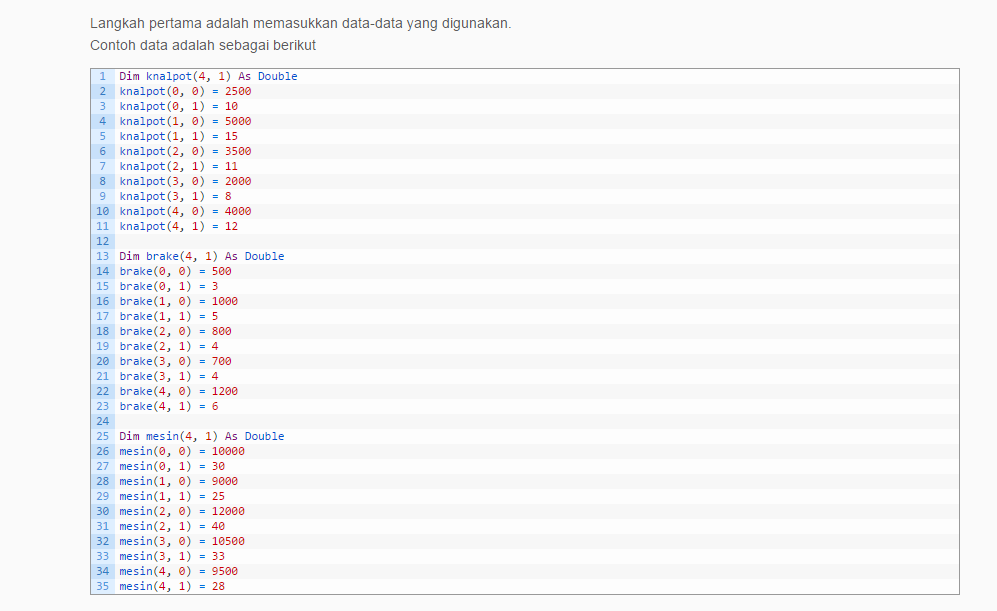 Langkah pertama adalah memasukkan data-data yang digunakan.
Contoh data adalah sebagai berikut
1 Dim knalpot(4, 1) As Double
2 knalpot(0, 0) = 2500
3 knalpot(0, 1) = 10
4 knalpot(1, 0) = 5000
5 knalpot(1, 1) = 15
6 knalpot(2, 0) = 3500
7 knalpot(2, 1) = 11
8 knalpot(3, 0) = 2000
9 knalpot(3, 1) = 8
10 knalpot(4, 0) = 4000
11 knalpot(4, 1) = 12
12
13 Dim brake(4, 1) As Double
14 brake(0, 0) = 500
15 brake(0, 1) = 3
16 brake(1, 0) = 1000
17 brake(1, 1) = 5
18 brake(2, 0) = 800
19 brake(2, 1) = 4
20 brake(3, 0) = 700
21 brake(3, 1) = 4
22 brake(4, 0) = 1200
23 brake(4, 1) = 6
24
25 Dim mesin(4, 1) As Double
26 mesin(0, 0) = 10000
27 mesin(0, 1) = 30
28 mesin(1, 0) = 9000
29 mesin(1, 1) = 25
30 mesin(2, 0) = 12000
31 mesin(2, 1) = 40
32 mesin(3, 0) = 10500
33 mesin(3, 1) = 33
34 mesin(4, 0) = 9500
35 mesin(4, 1) = 28